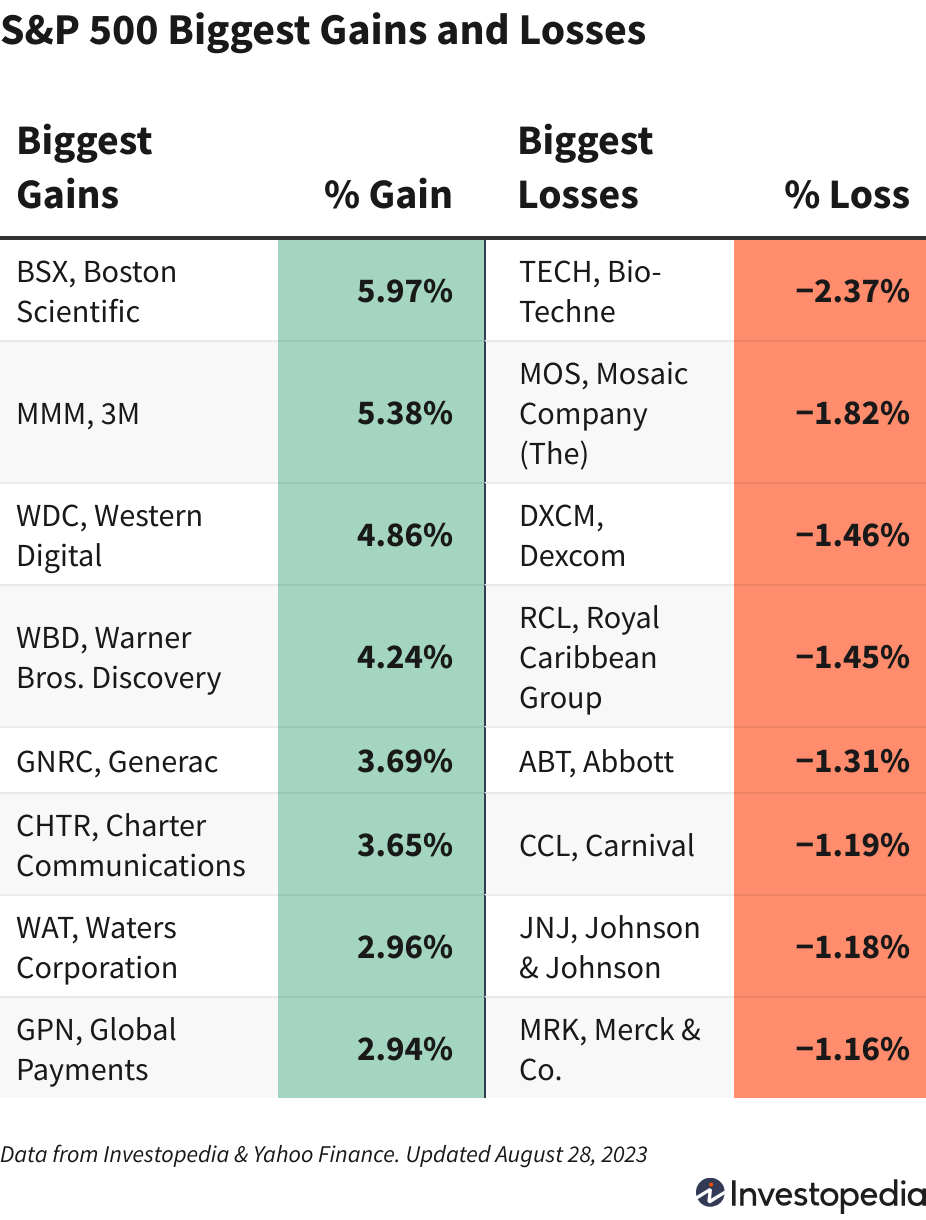 S&P 500 Biggest Gains and Losses
Biggest
Gains
% Gain
Biggest
Losses
% Loss
BSX, Boston
Scientific
5.97%
TECH, Bio-
Techne
−2.37%
MMM, 3M
5.38%
MOS, Mosaic
Company
(The)
−1.82%
WDC, Western
Digital
4.86%
DXCM,
Dexcom
−1.46%
WBD, Warner
Bros. Discovery
4.24%
RCL, Royal
Caribbean
Group
−1.45%
GNRC, Generac
3.69%
ABT, Abbott
−1.31%
CHTR, Charter
Communications
3.65%
CCL, Carnival
−1.19%
WAT, Waters
Corporation
2.96%
JNJ, Johnson
& Johnson
−1.18%
GPN, Global
Payments
2.94%
MRK, Merck &
Co.
−1.16%
Data from Investopedia & Yahoo Finance. Updated August 28, 2023
Investopedia